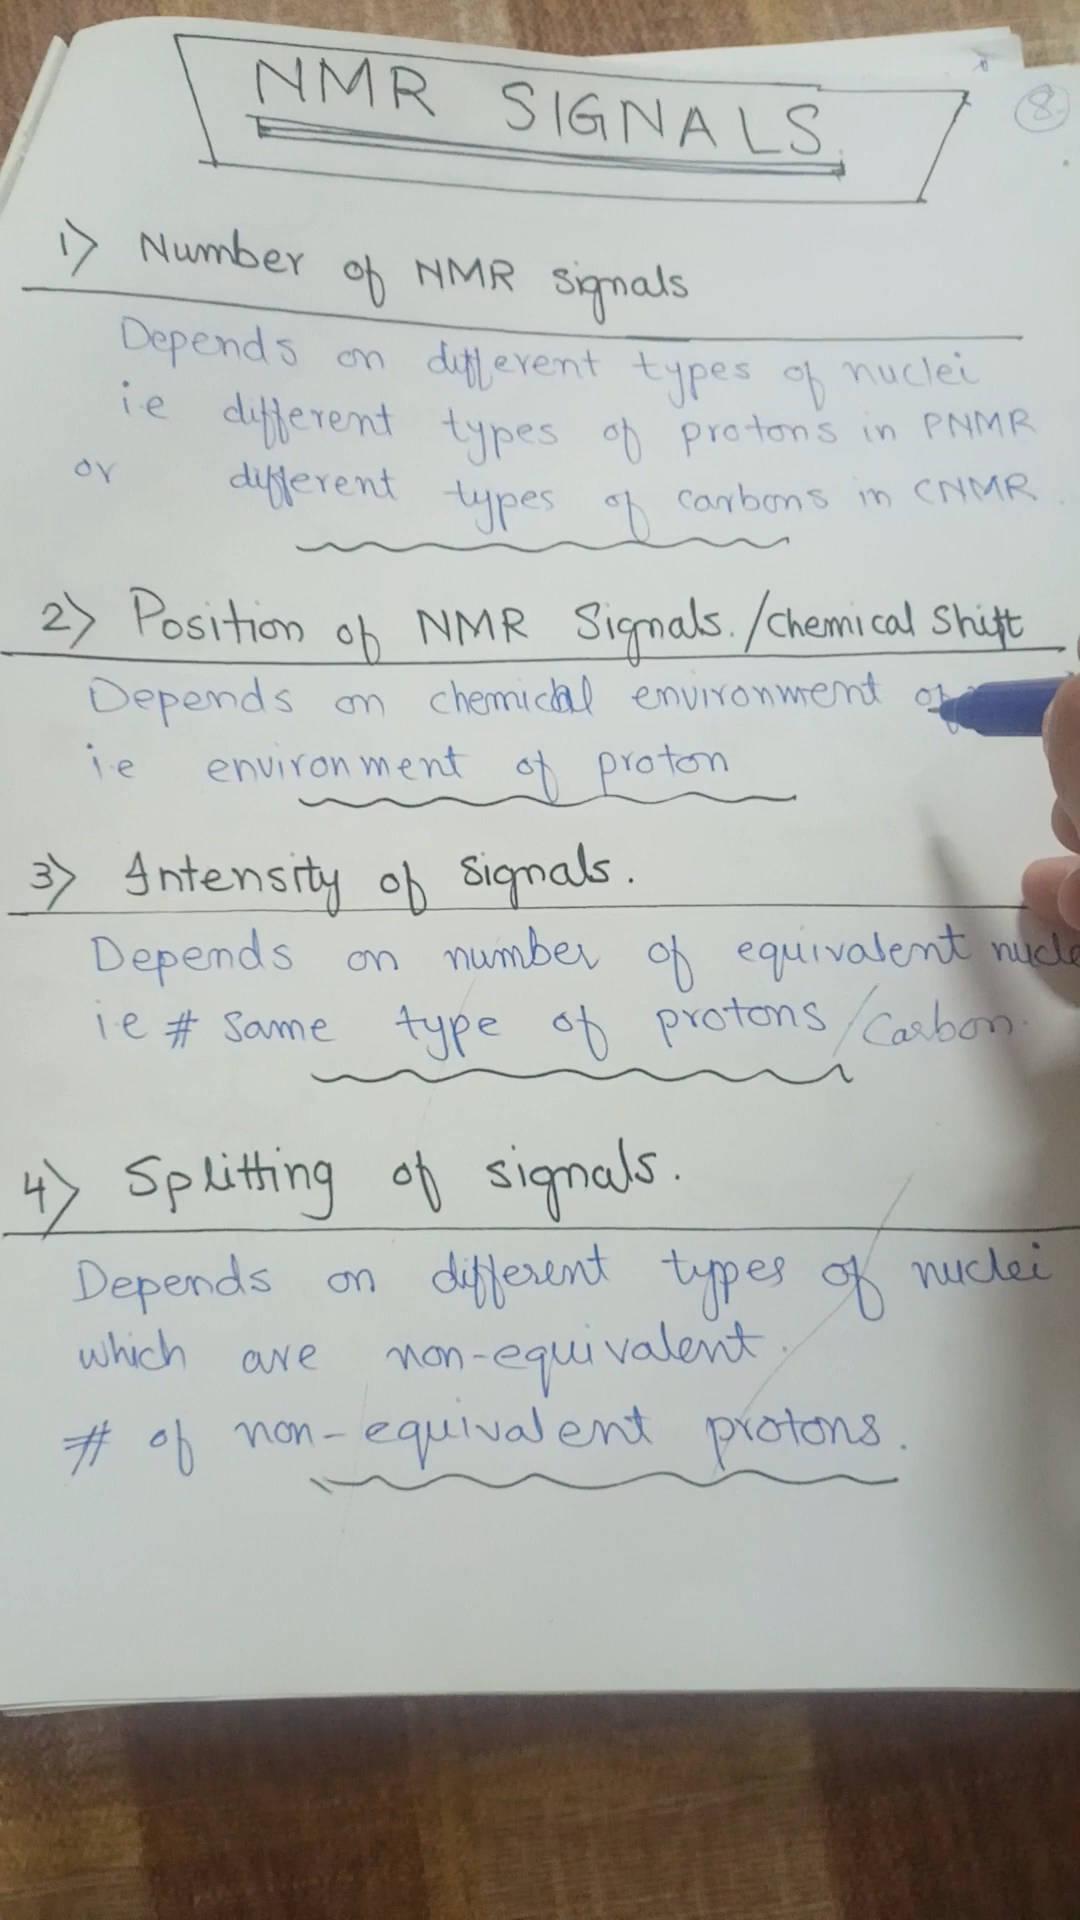 NMR SIGNALS
8
1) Number of NMR signals
Depends on different types of nuclei
i.e different types of protons in PNMR
or different types of carbons in CNMR
2) Position of NMR Signals./Chemical Shift
Depends on chemical environment of
i.e environment of proton
3) Intensity of signals.
Depends on number of equivalent
i.e # same type of protons/Carbon.
4) Splitting of signals.
Depends on different types of nuclei
which are non-equivalent.
# of non-equivalent protons.